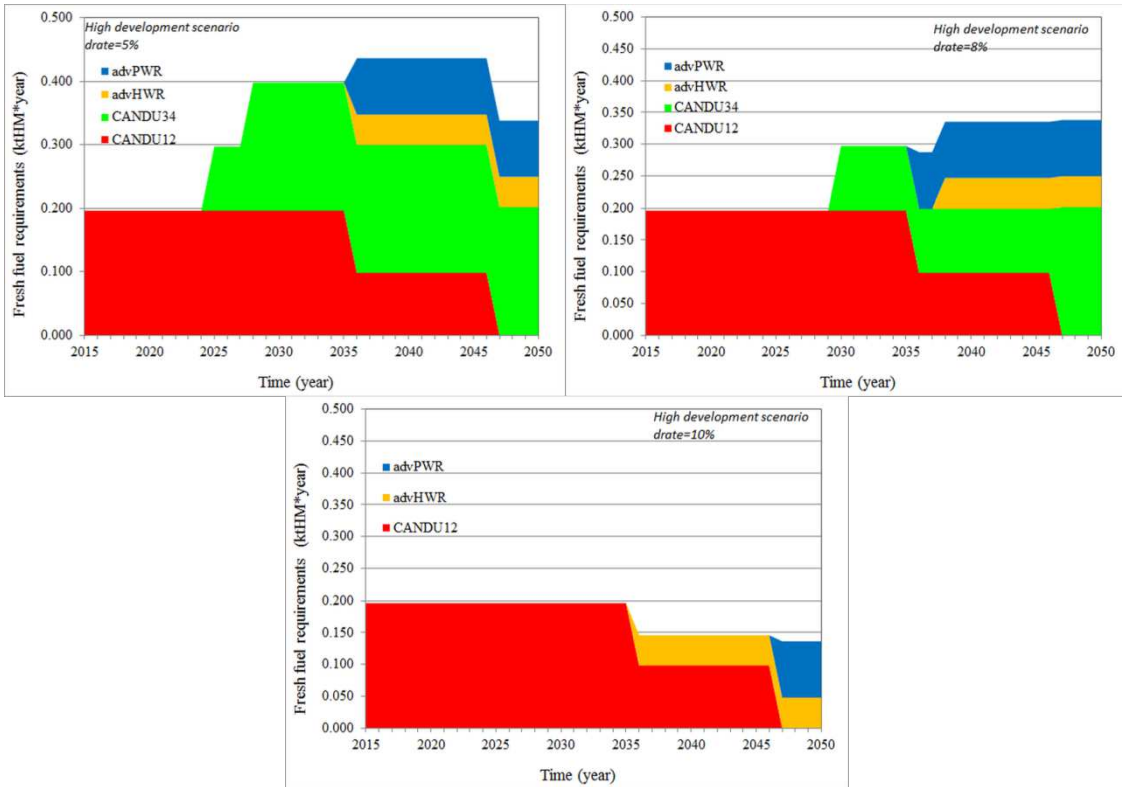 High development scenario
drate=5%
advPWR
advHWR
CANDU34
CANDU12
Fresh fuel requirements (ktHM*year)
0.500
0.400
0.300
0.200
0.100
0.000
2015 2020 2025 2030 2035 2040 2045 2050
Time (year)
High development scenario
drate=8%
advPWR
advHWR
CANDU34
CANDU12
Fresh fuel requirements (ktHM*year)
0.500
0.450
0.400
0.350
0.300
0.250
0.200
0.150
0.100
0.050
0.000
2015 2020 2025 2030 2035 2040 2045 2050
Time (year)
High development scenario
drate=10%
advPWR
advHWR
CANDU12
Fresh fuel requirements (ktHM*year)
0.500
0.450
0.400
0.350
0.300
0.250
0.200
0.150
0.100
0.050
0.000
2015 2020 2025 2030 2035 2040 2045 2050
Time (year)